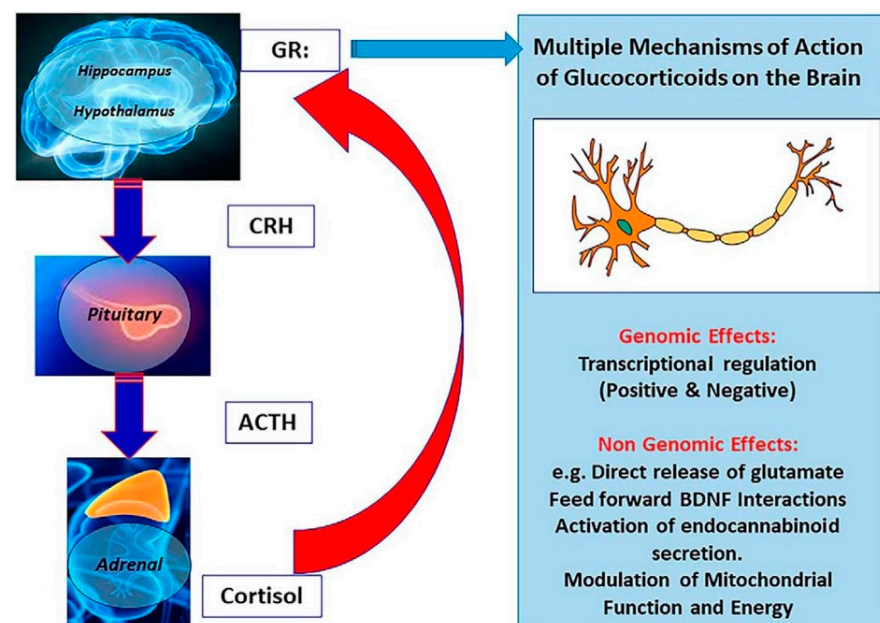 GR:
Hippocampus
Hypothalamus
CRH
Pituitary
ACTH
Adrenal
Cortisol
Multiple Mechanisms of Action
of Glucocorticoids on the Brain
Genomic Effects:
Transcriptional regulation
(Positive & Negative)
Non Genomic Effects:
e.g. Direct release of glutamate
Feed forward BDNF Interactions
Activation of endocannabinoid
secretion.
Modulation of Mitochondrial
Function and Energy